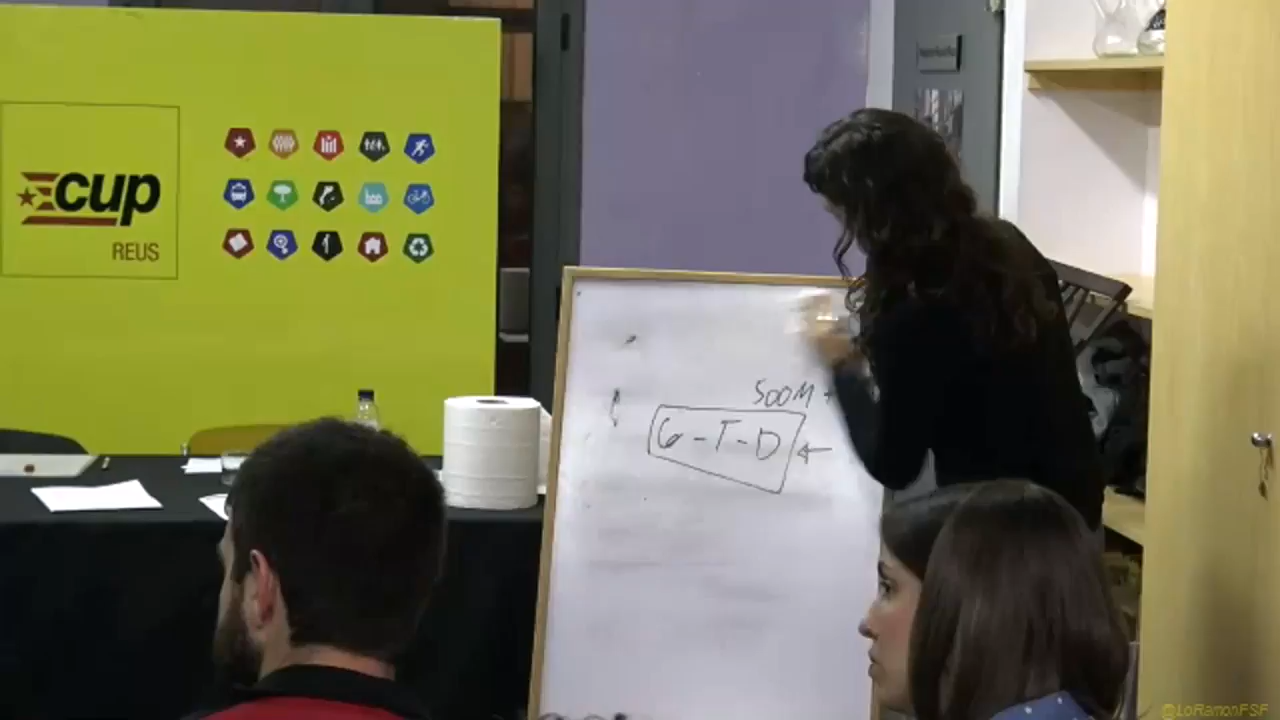 cup
REUS
500M +
G-T-D ←
@LoRamonFSF